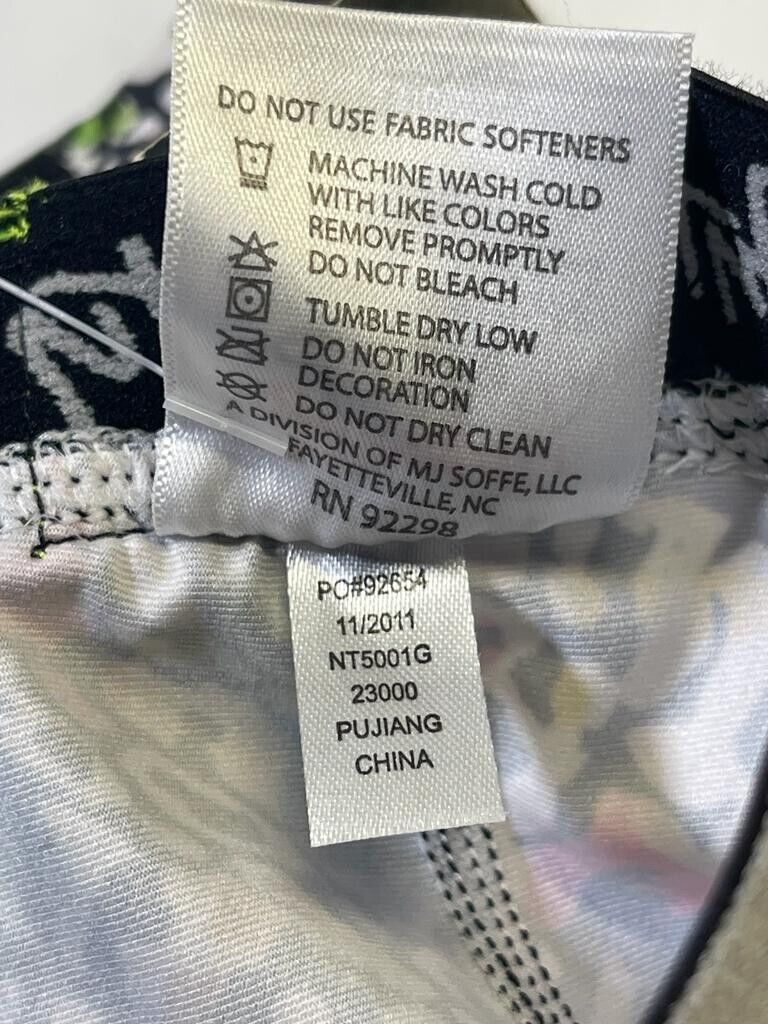 DO NOT USE FABRIC SOFTENERS
MACHINE WASH COLD
WITH LIKE COLORS
REMOVE PROMPTLY
DO NOT BLEACH
TUMBLE DRY LOW
DO NOT IRON
DECORATION
DO NOT DRY CLEAN
A DIVISION OF MJ SOFFE, LLC
FAYETTEVILLE, NC
RN 92298
PO#92654
11/2011
NT5001G
23000
PUJIANG
CHINA